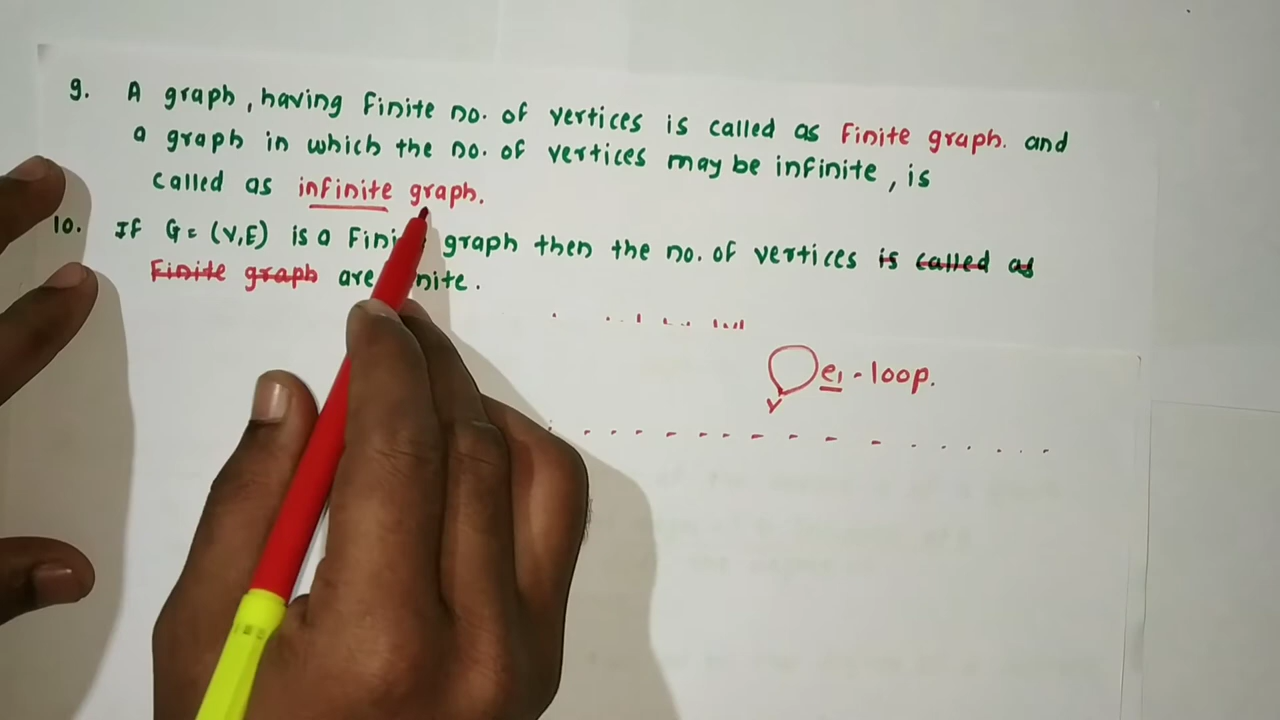 9. A graph, having finite no. of vertices is called as finite graph. and
a graph in which the no. of vertices may be infinite, is
called as infinite graph.
10. If G = (V,E) is a graph then the no. of vertices is called as
finite graph are
e1 - loop.
V